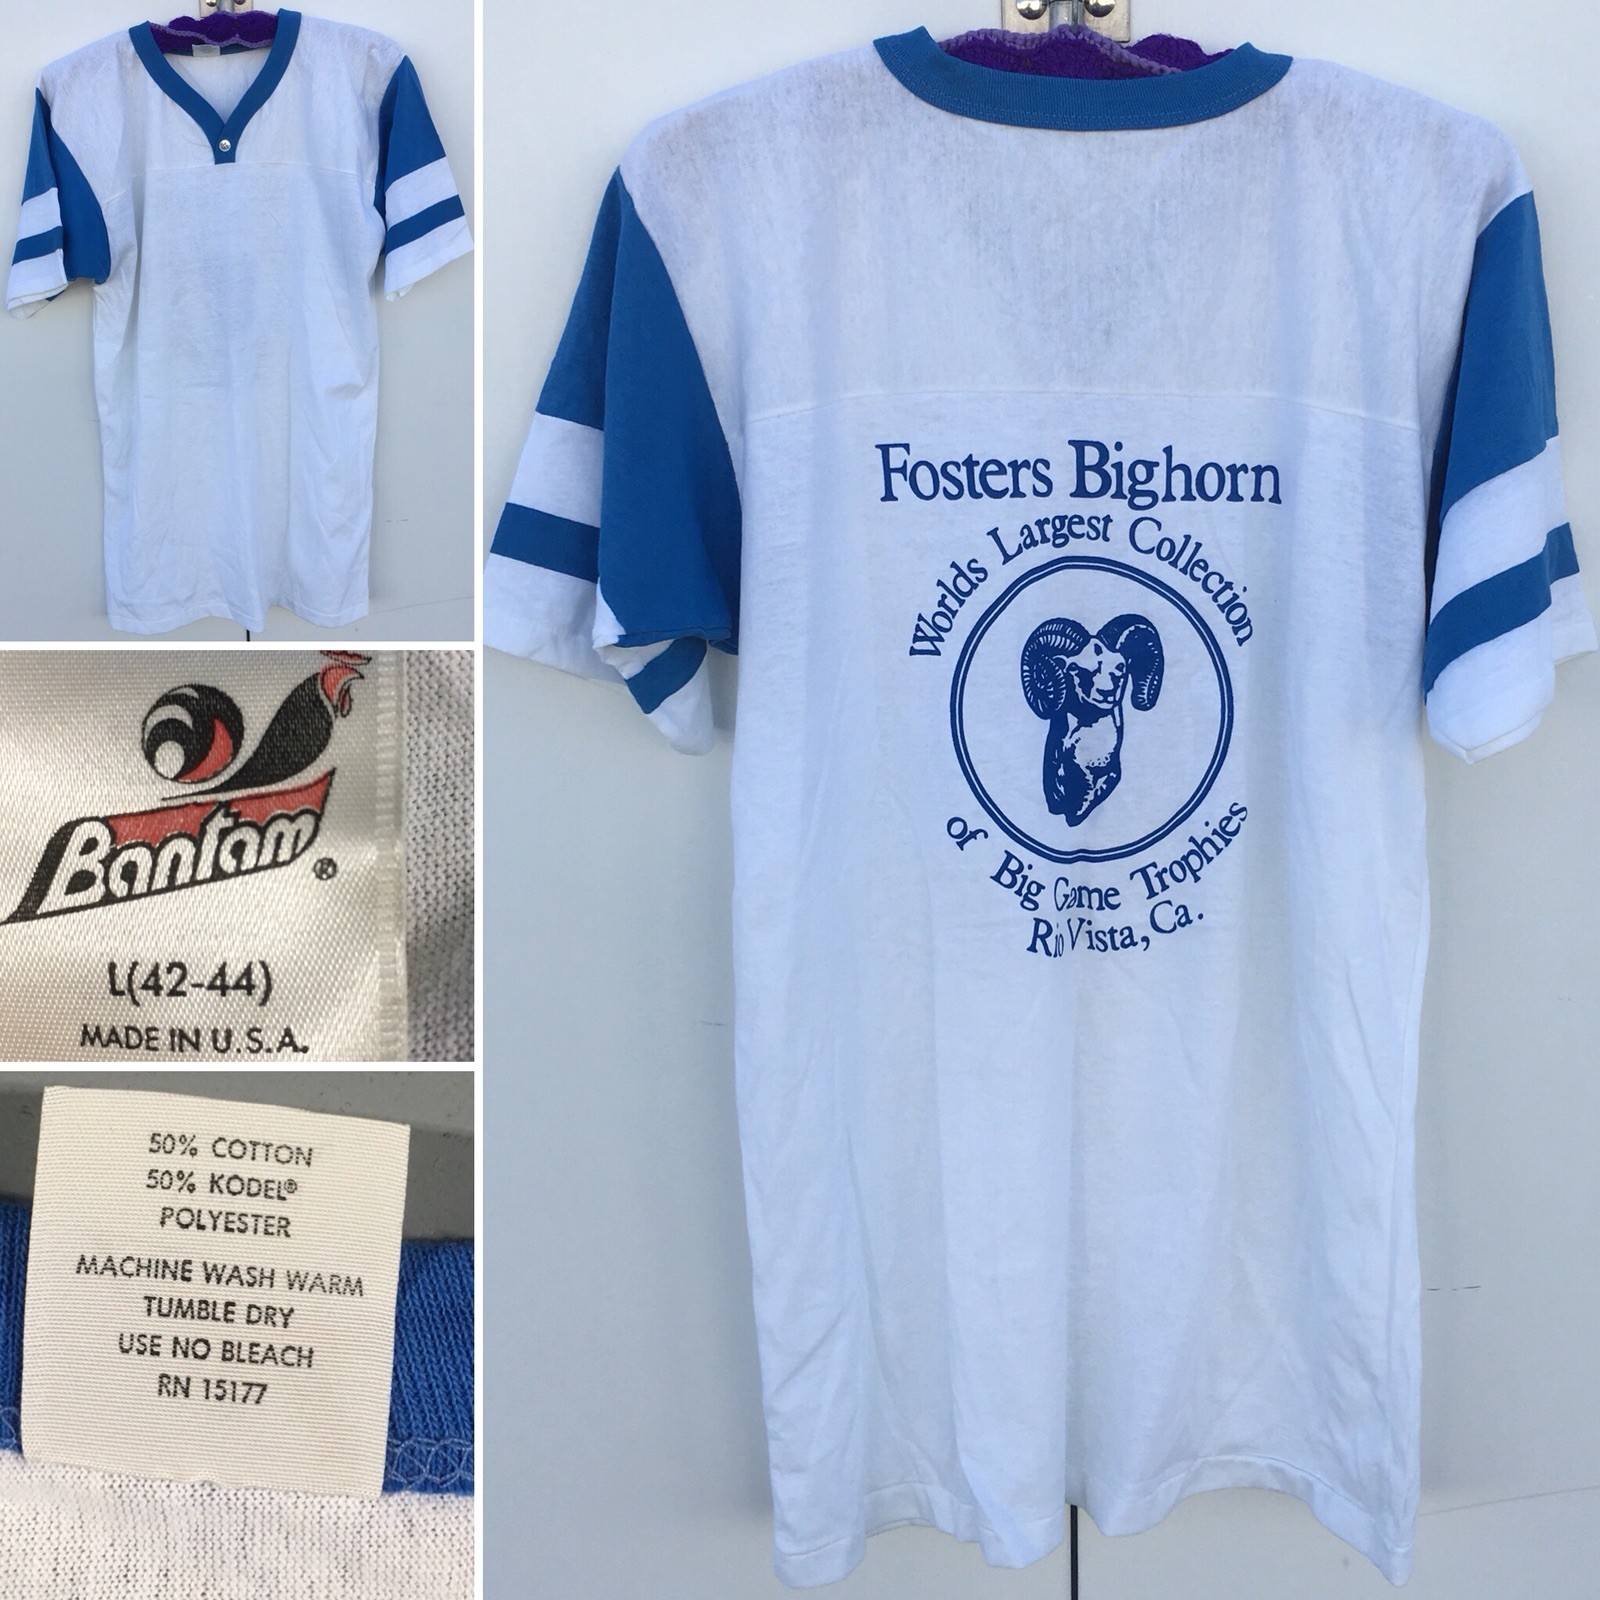 Bantam®
L(42-44)
MADE IN U.S.A.
50% COTTON
50% KODEL®
POLYESTER
MACHINE WASH WARM
TUMBLE DRY
USE NO BLEACH
RN 15177
Fosters Bighorn
Worlds Largest Collection
of Big Game Trophies
Rio Vista, Ca.